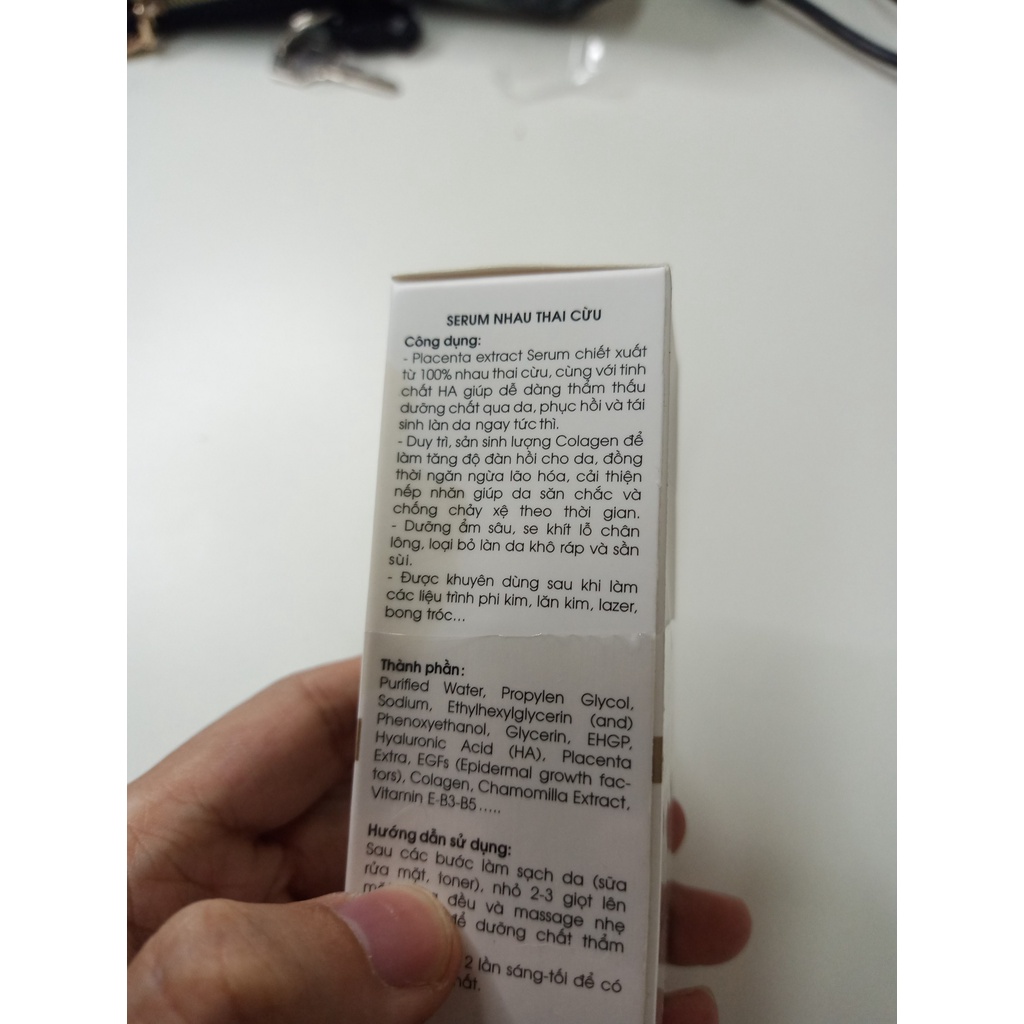 SERUM NHAU THAI CỪU
Công dụng:
- Placenta extract Serum chiết xuất
từ 100% nhau thai cừu, cùng với tinh
chất HA giúp dễ dàng thẩm thấu
dưỡng chất qua da, phục hồi và tái
sinh làn da ngay tức thì.
- Duy trì, sản sinh lượng Colagen để
làm tăng độ đàn hồi cho da, đồng
thời ngăn ngừa lão hóa, cải thiện
nếp nhăn giúp da săn chắc và
chống chảy xệ theo thời gian.
- Dưỡng ẩm sâu, se khít lỗ chân
lông, loại bỏ làn da khô ráp và sần
sùi.
- Được khuyên dùng sau khi làm
các liệu trình phi kim, lăn kim, lazer,
bong tróc...
Thành phần:
Purified Water, Propylen Glycol,
Sodium, Ethylhexylglycerin (and)
Phenoxyethanol, Glycerin, EHGP,
Hyaluronic Acid (HA), Placenta
Extra, EGFs (Epidermal growth fac-
tors), Colagen, Chamomilla Extract,
Vitamin E-B3-B5.....
Hướng dẫn sử dụng:
Sau các bước làm sạch da (sữa
rửa mặt, toner), nhỏ 2-3 giọt lên
đều và massage nhẹ
để dưỡng chất thẩm
2 lần sáng-tối để có